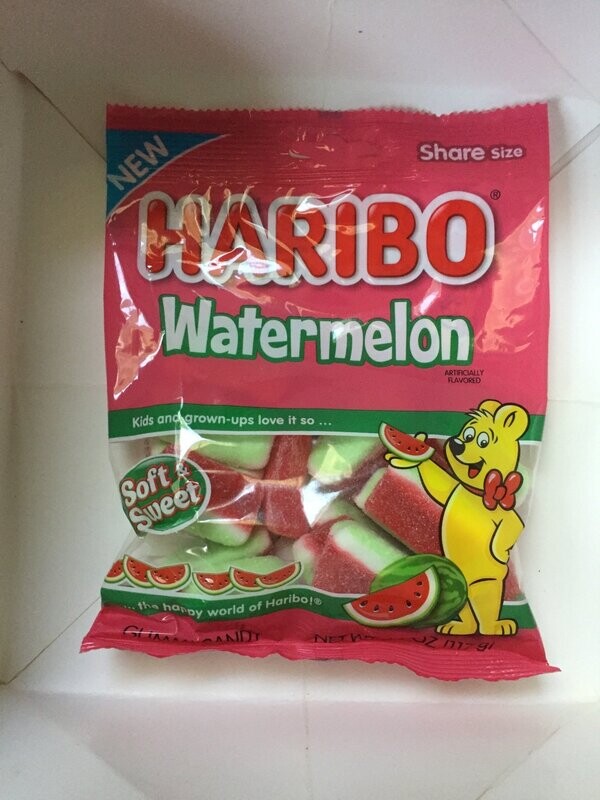 NEW
Share Size
HARIBO®
Watermelon
ARTIFICIALLY
FLAVORED
Kids and grown-ups love it so ...
Soft &
Sweet
... the happy world of Haribo!®